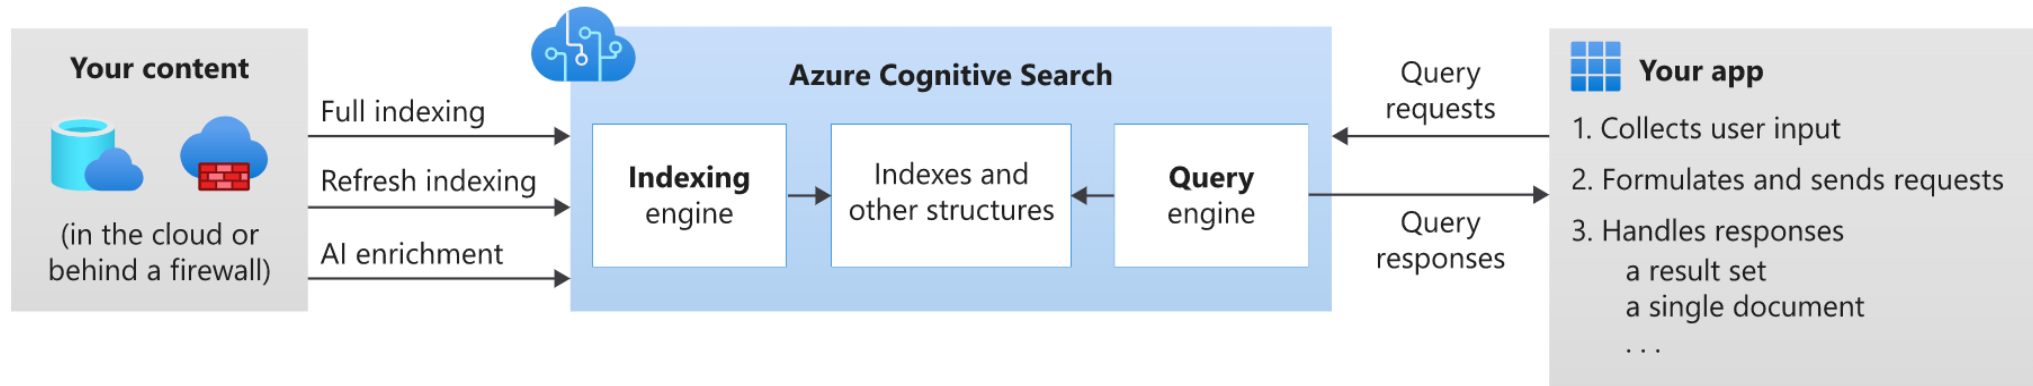 Your content
(in the cloud or
behind a firewall)
Full indexing
Refresh indexing
AI enrichment
Azure Cognitive Search
Indexing
engine
Indexes and
other structures
Query
engine
Query
requests
Query
responses
Your app
1. Collects user input
2. Formulates and sends requests
3. Handles responses
a result set
a single document
. . .